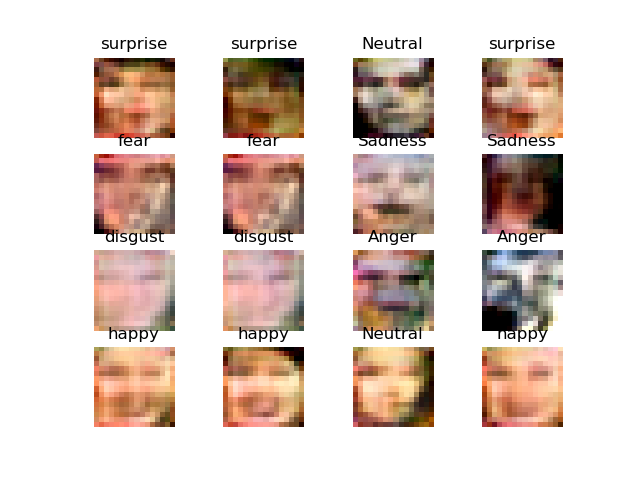 surprise surprise Neutral surprise
fear fear Sadness Sadness
disgust disgust Anger Anger
happy happy Neutral happy